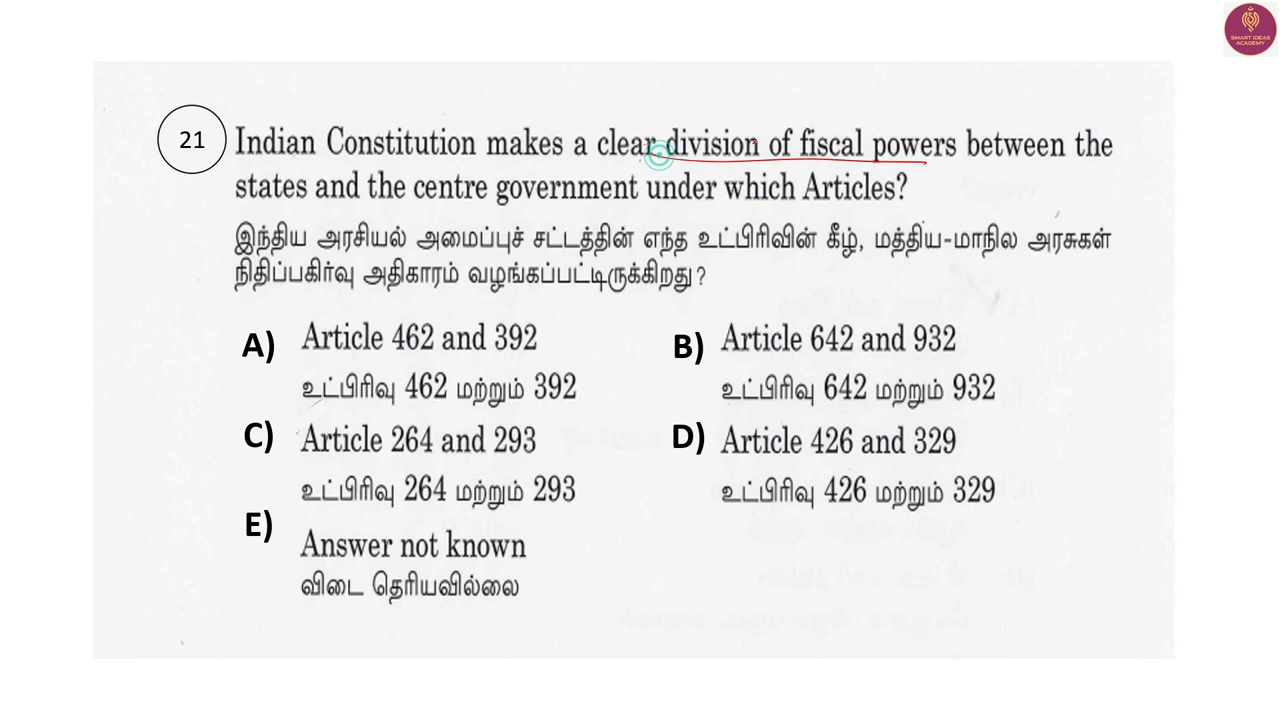 SMART IDEAS
ACADEMY
21
Indian Constitution makes a clear division of fiscal powers between the
states and the centre government under which Articles?
இந்திய அரசியல் அமைப்புச் சட்டத்தின் எந்த உட்பிரிவின் கீழ், மத்திய-மாநில அரசுகள்
நிதிப்பகிர்வு அதிகாரம் வழங்கப்பட்டிருக்கிறது?
A) Article 462 and 392
உட்பிரிவு 462 மற்றும் 392
B) Article 642 and 932
உட்பிரிவு 642 மற்றும் 932
C) Article 264 and 293
உட்பிரிவு 264 மற்றும் 293
D) Article 426 and 329
உட்பிரிவு 426 மற்றும் 329
E) Answer not known
விடை தெரியவில்லை